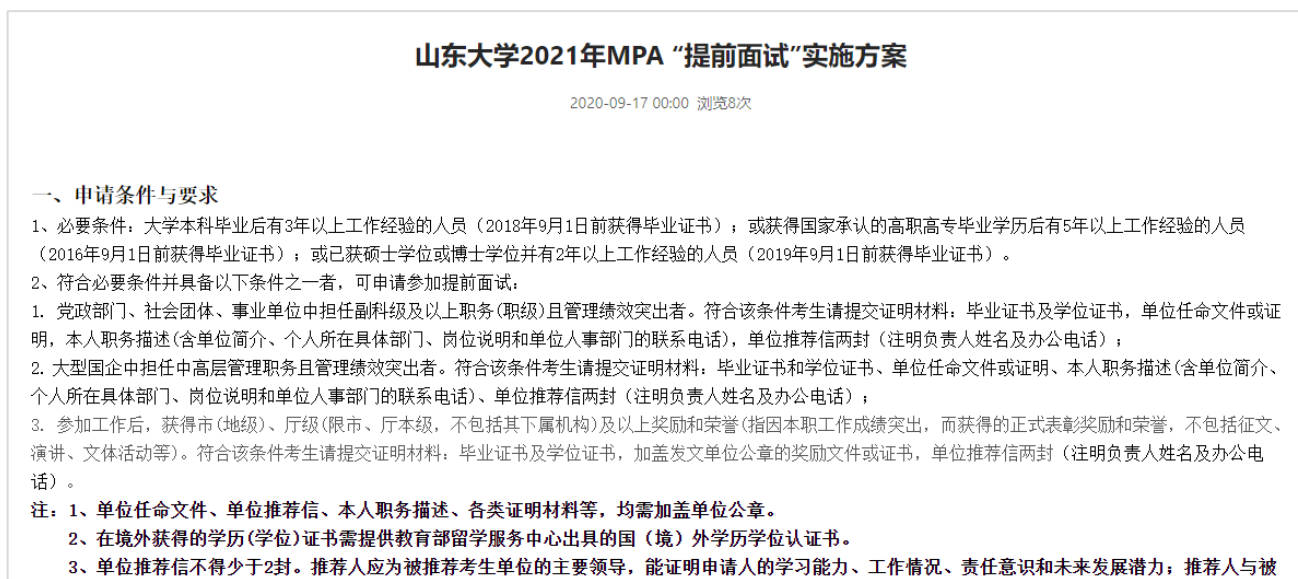 山东大学2021年MPA “提前面试”实施方案
2020-09-17 00:00 浏览8次
一、申请条件与要求
1、必要条件：大学本科毕业后有3年以上工作经验的人员（2018年9月1日前获得毕业证书）；或获得国家承认的高职高专毕业学历后有5年以上工作经验的人员
（2016年9月1日前获得毕业证书）；或已获硕士学位或博士学位并有2年以上工作经验的人员（2019年9月1日前获得毕业证书）。
2、符合必要条件并具备以下条件之一者，可申请参加提前面试：
1. 党政部门、社会团体、事业单位中担任副科级及以上职务(职级)且管理绩效突出者。符合该条件考生请提交证明材料：毕业证书及学位证书，单位任命文件或证
明，本人职务描述(含单位简介、个人所在具体部门、岗位说明和单位人事部门的联系电话)，单位推荐信两封（注明负责人姓名及办公电话）；
2. 大型国企中担任中高层管理职务且管理绩效突出者。符合该条件考生请提交证明材料：毕业证书和学位证书、单位任命文件或证明、本人职务描述(含单位简介、
个人所在具体部门、岗位说明和单位人事部门的联系电话)、单位推荐信两封（注明负责人姓名及办公电话）；
3. 参加工作后，获得市(地级)、厅级(限市、厅本级，不包括其下属机构)及以上奖励和荣誉(指因本职工作成绩突出，而获得的正式表彰奖励和荣誉，不包括征文、
演讲、文体活动等)。符合该条件考生请提交证明材料：毕业证书及学位证书，加盖发文单位公章的奖励文件或证书，单位推荐信两封（注明负责人姓名及办公电
话）。
注：1、单位任命文件、单位推荐信、本人职务描述、各类证明材料等，均需加盖单位公章。
2、在境外获得的学历(学位)证书需提供教育部留学服务中心出具的国（境）外学历学位认证书。
3、单位推荐信不得少于2封。推荐人应为被推荐考生单位的主要领导，能证明申请人的学习能力、工作情况、责任意识和未来发展潜力；推荐人与被